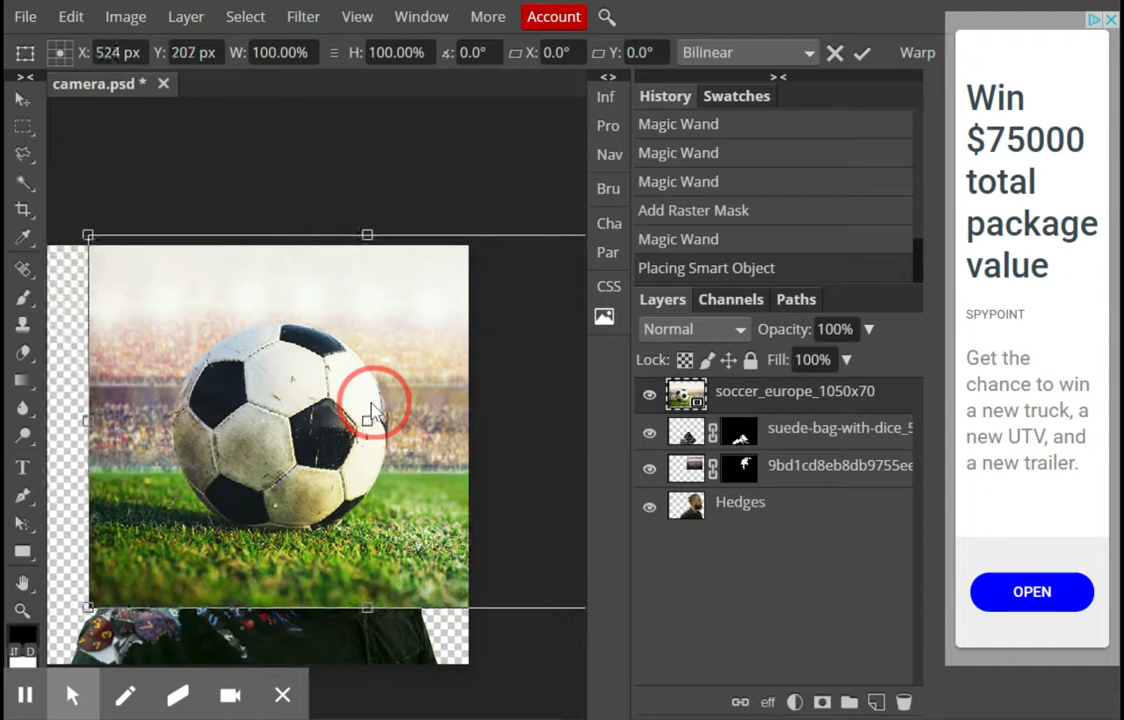 File Edit Image Layer Select Filter View Window More Account
X: 524 px Y: 207 px W: 100.00% H: 100.00% 0.0° X: 0.0° Y: 0.0° Bilinear Warp
camera.psd *
Inf
Pro
Nav
Bru
Cha
Par
CSS
History Swatches
Magic Wand
Magic Wand
Magic Wand
Add Raster Mask
Magic Wand
Placing Smart Object
Layers Channels Paths
Normal Opacity: 100%
Lock: Fill: 100%
soccer_europe_1050x70
suede-bag-with-dice_5
9bd1cd8eb8db9755ee
Hedges
eff
T
D
Win
$75000
total
package
value
SPYPOINT
Get the
chance to win
a new truck, a
new UTV, and
a new trailer.
OPEN